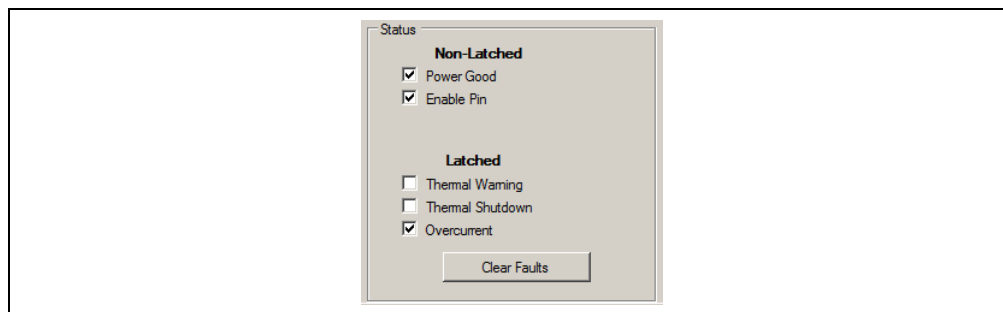 Status
Non-Latched
Power Good
Enable Pin
Latched
Thermal Warning
Thermal Shutdown
Overcurrent
Clear Faults